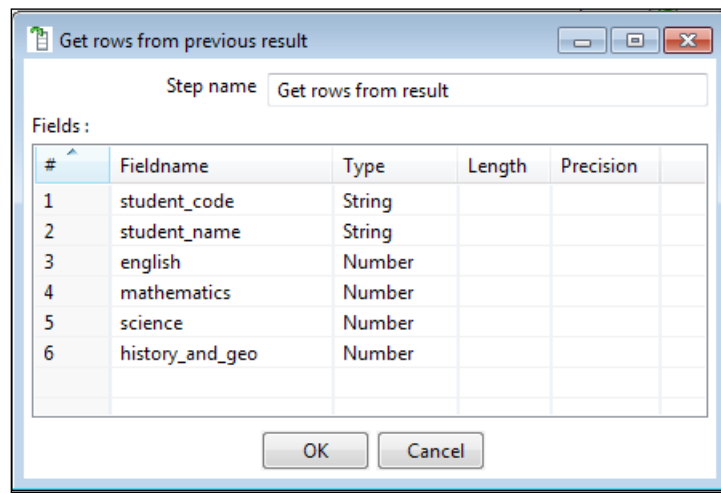 Get rows from previous result
Step name Get rows from result
Fields :
# Fieldname Type Length Precision
1 student_code String
2 student_name String
3 english Number
4 mathematics Number
5 science Number
6 history_and_geo Number
OK Cancel